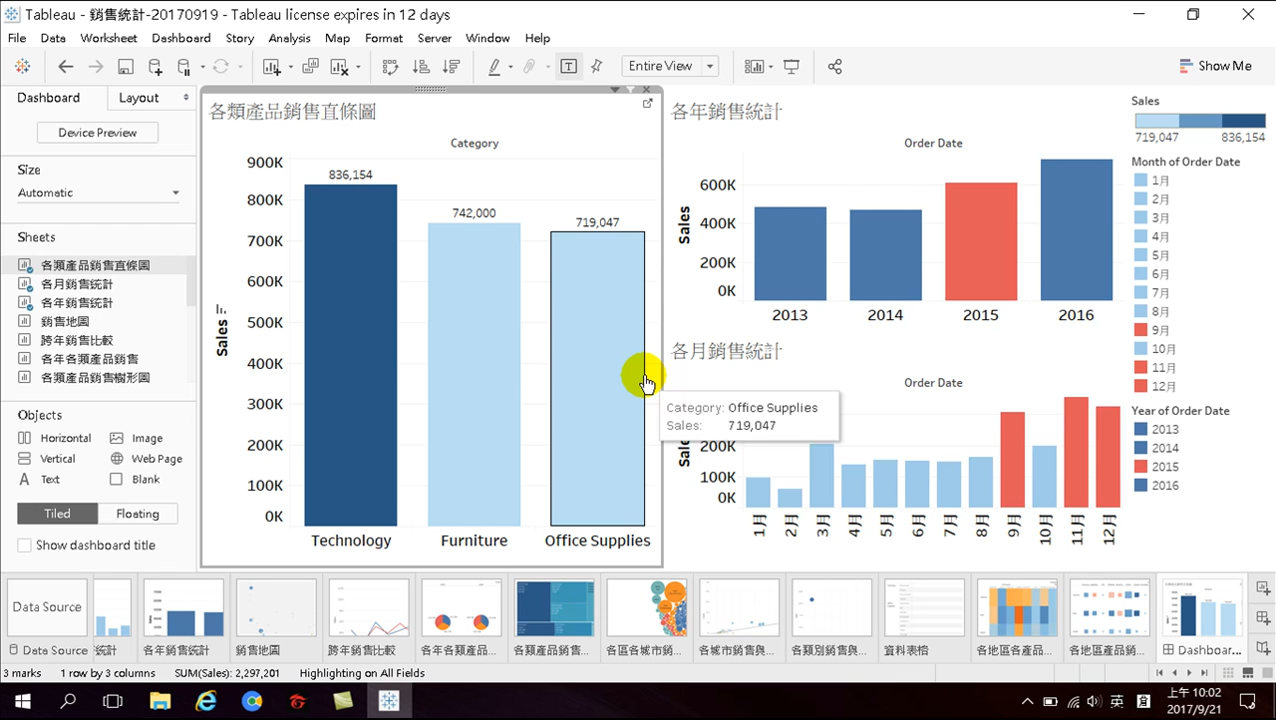 Tableau - 銷售統計-20170919 - Tableau license expires in 12 days
File Data Worksheet Dashboard Story Analysis Map Format Server Window Help
Entire View
Show Me
Dashboard Layout
Device Preview
Size
Automatic
Sheets
各類產品銷售直條圖
各月銷售統計
各年銷售統計
銷售地圖
跨年銷售比較
各年各類產品銷售
各類產品銷售樹形圖
Objects
Horizontal Image
Vertical Web Page
A Text Blank
Tiled Floating
Show dashboard title
各類產品銷售直條圖
Category
Sales
900K
800K
700K
600K
500K
400K
300K
200K
100K
0K
836,154
742,000
719,047
Technology Furniture Office Supplies
Category: Office Supplies
Sales: 719,047
各年銷售統計
Order Date
Sales
600K
400K
200K
0K
2013 2014 2015 2016
各月銷售統計
Order Date
200K
100K
0K
1月 2月 3月 4月 5月 6月 7月 8月 9月 10月 11月 12月
Sales
719,047 836,154
Month of Order Date
1月
2月
3月
4月
5月
6月
7月
8月
9月
10月
11月
12月
Year of Order Date
2013
2014
2015
2016
Data Source
Data Source 統計 各年銷售統計 銷售地圖 跨年銷售比較 各年各類產品... 各類產品銷售... 各區各城市銷... 各城市銷售與... 各類別銷售與... 資料表格 各地區各產品... 各地區產品銷... Dashboar...
3 marks 1 row by 3 columns SUM(Sales): 2,297,201 Highlighting on All Fields
英
上午 10:02
2017/9/21